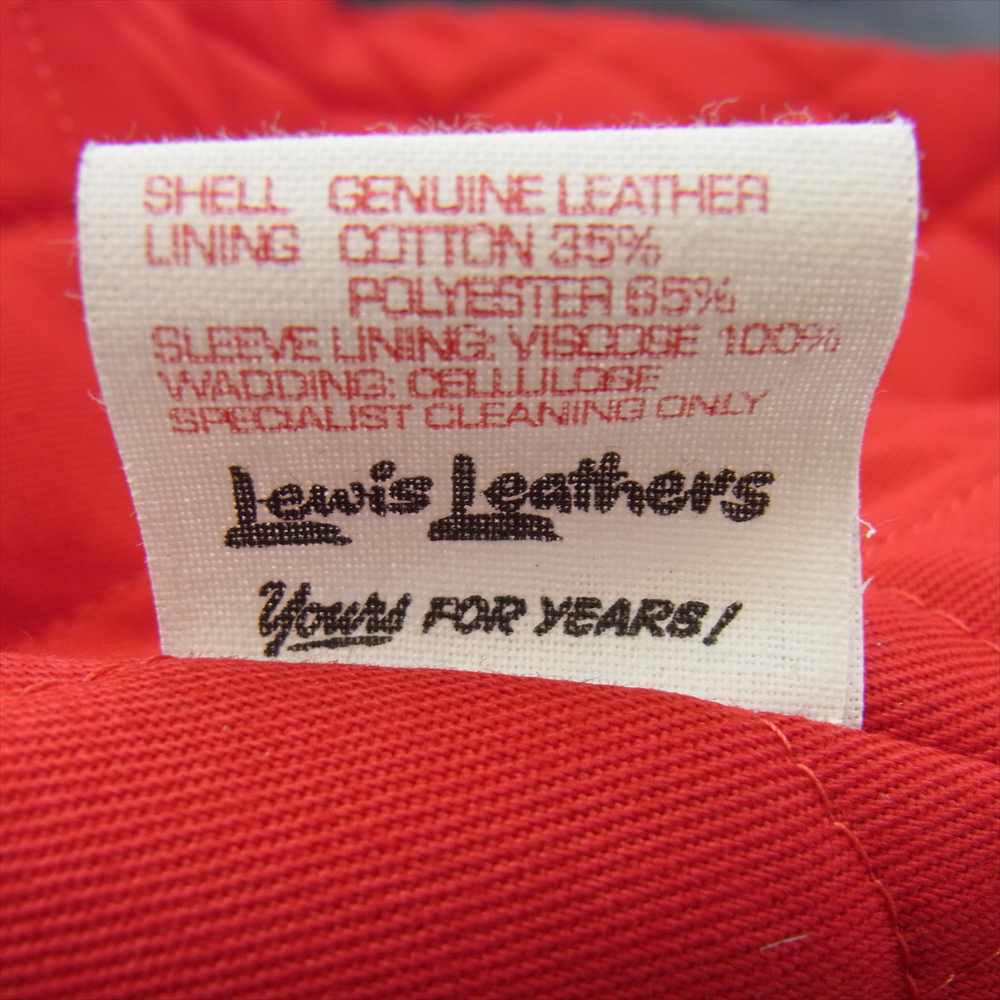 SHELL GENUINE LEATHER
LINING COTTON 35%
POLYESTER 65%
SLEEVE LINING: VISCOSE 100%
WADDING: CELLULOSE
SPECIALIST CLEANING ONLY
Lewis Leathers
Yours FOR YEARS!